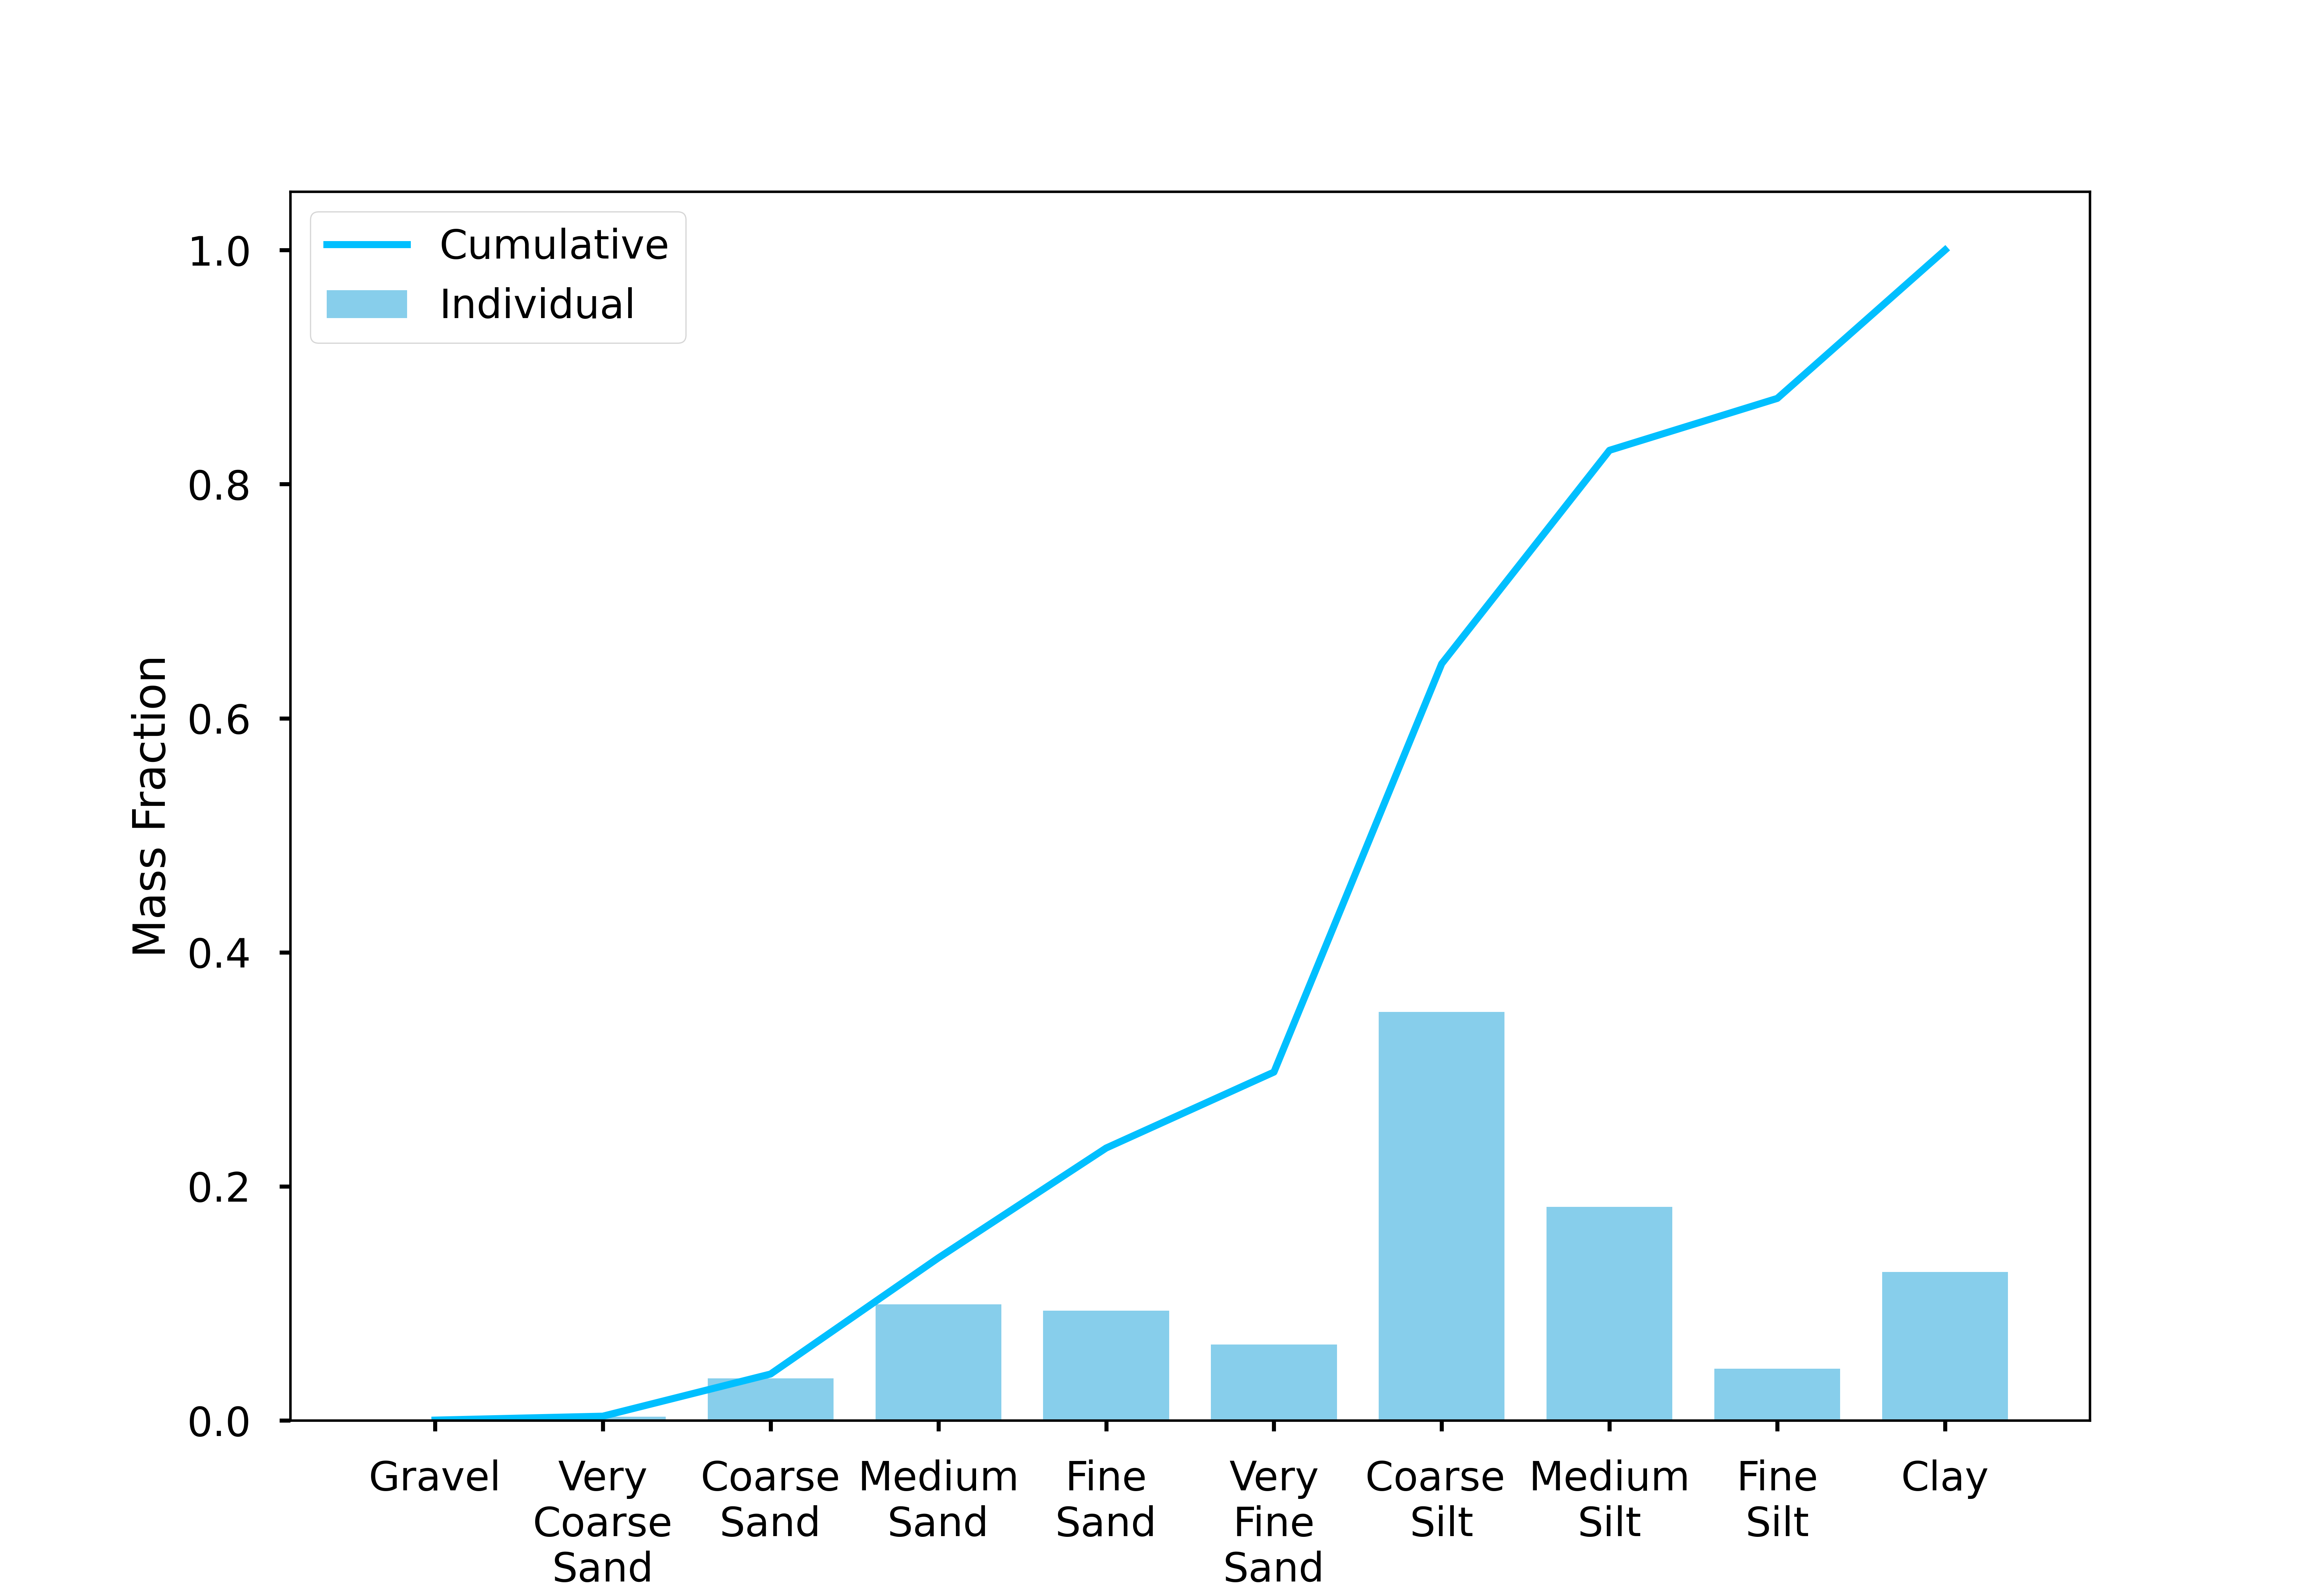 Cumulative
Individual
1.0
0.8
0.6
0.4
0.2
0.0
Mass Fraction
Gravel
Very
Coarse
Sand
Coarse
Sand
Medium
Sand
Fine
Sand
Very
Fine
Sand
Coarse
Silt
Medium
Silt
Fine
Silt
Clay